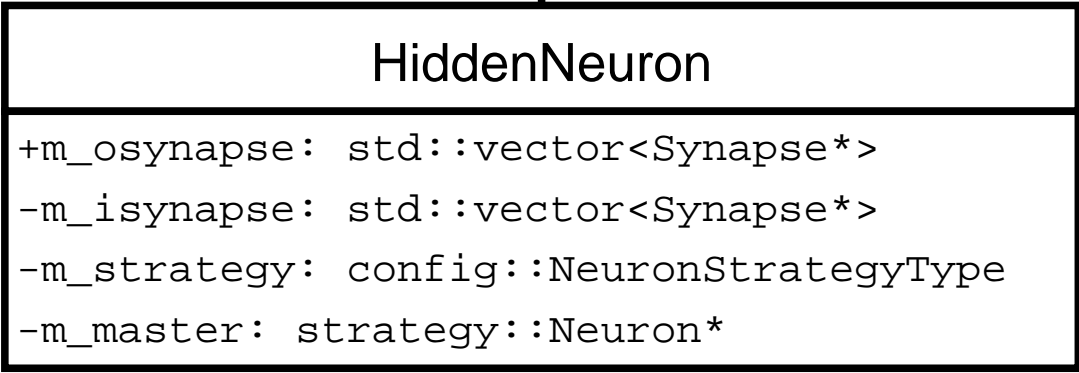 HiddenNeuron
+m_osynapse: std::vector<Synapse*>
-m_isynapse: std::vector<Synapse*>
-m_strategy: config::NeuronStrategyType
-m_master: strategy::Neuron*